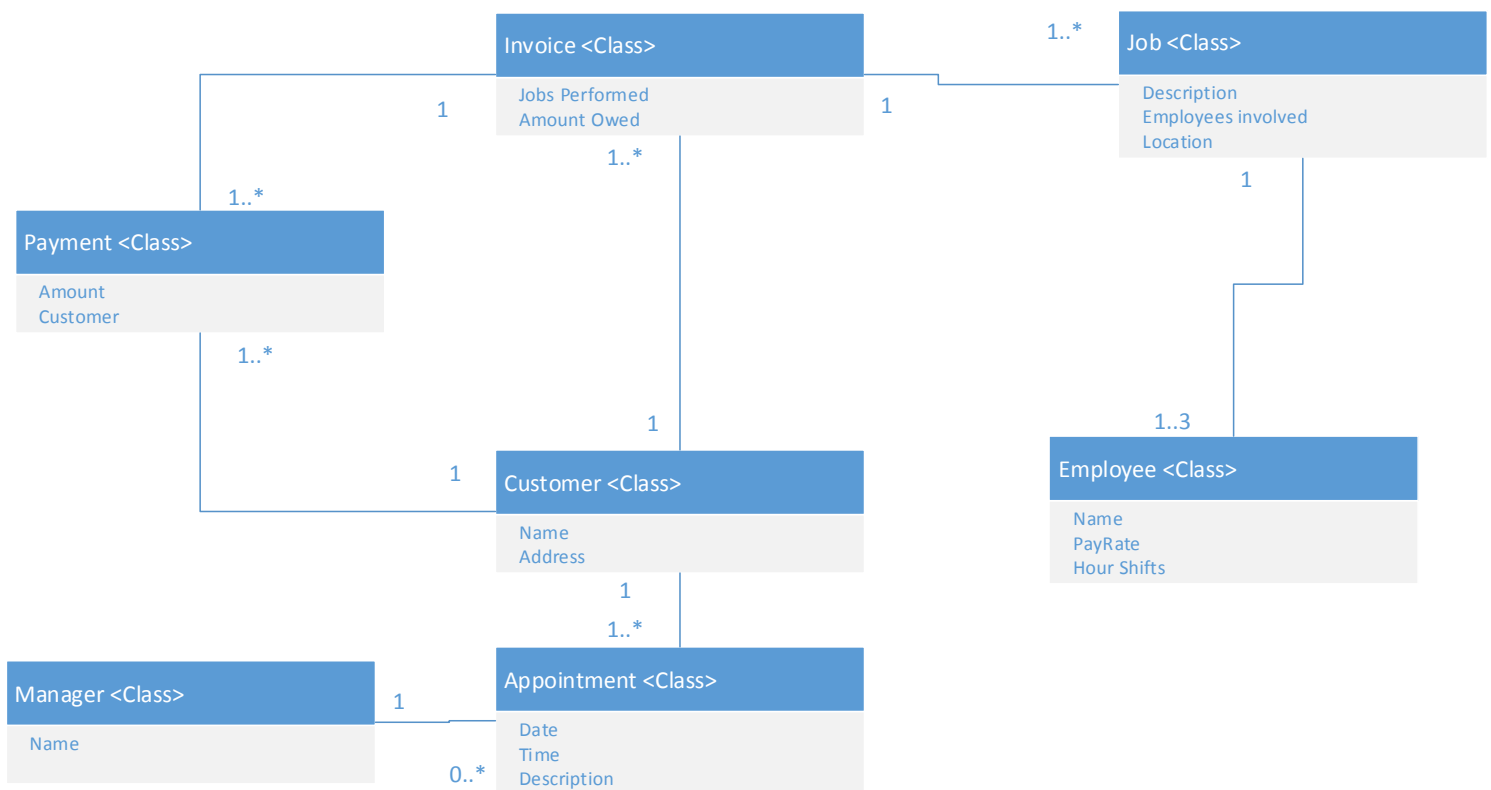 Invoice <Class>
Jobs Performed
Amount Owed
1..*
Job <Class>
Description
Employees involved
Location
1
1
1..*
1
1..*
Payment <Class>
Amount
Customer
1..*
1
1
Customer <Class>
Name
Address
1..3
Employee <Class>
Name
PayRate
Hour Shifts
1
1..*
Manager <Class>
Name
1
0..*
Appointment <Class>
Date
Time
Description